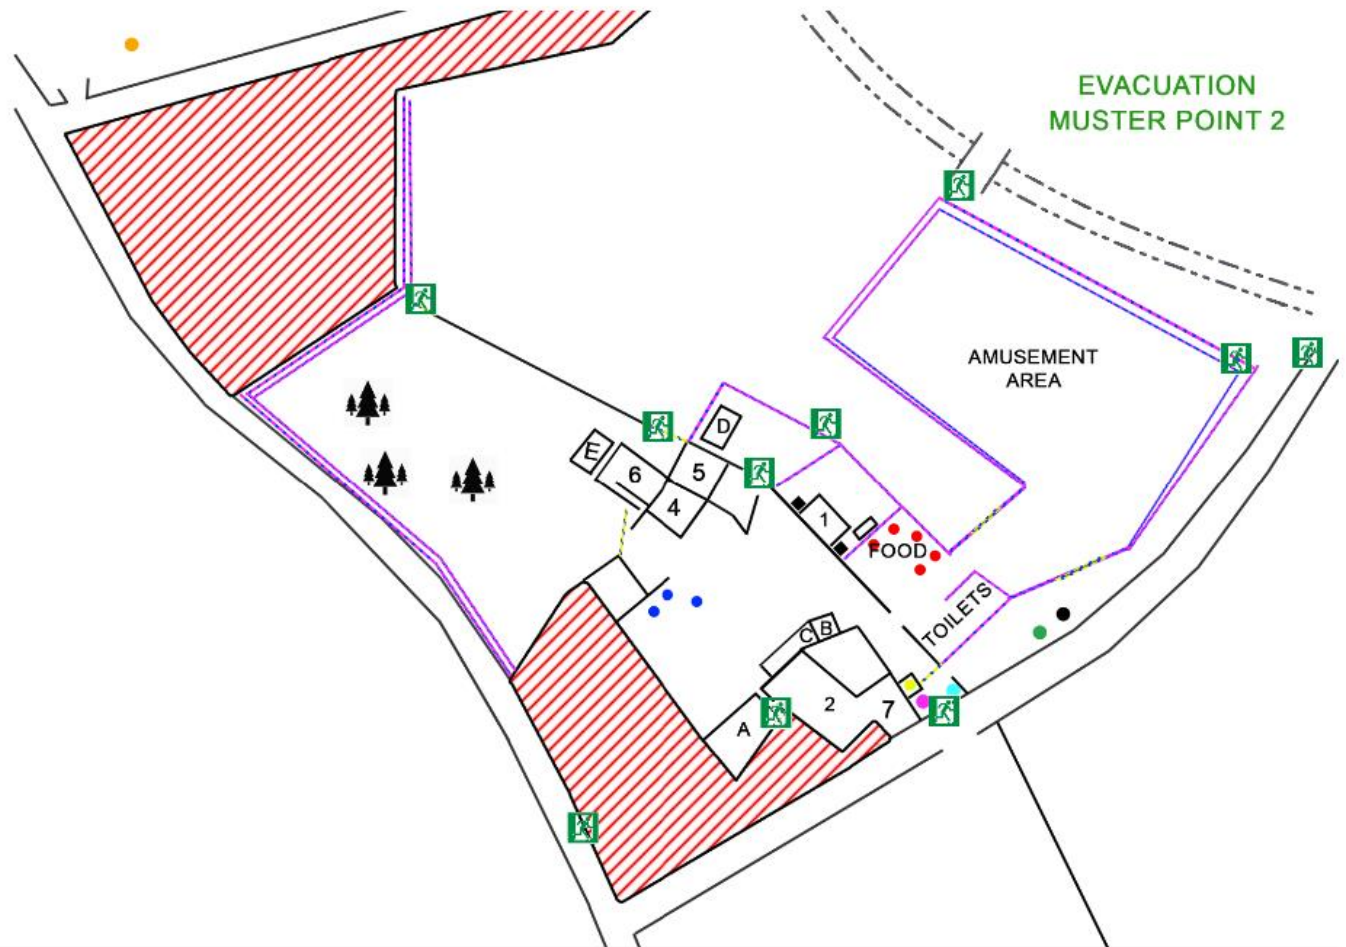 EVACUATION
MUSTER POINT 2
AMUSEMENT
AREA
D
E
6
5
4
1
FOOD
TOILETS
B
C
2
7
A